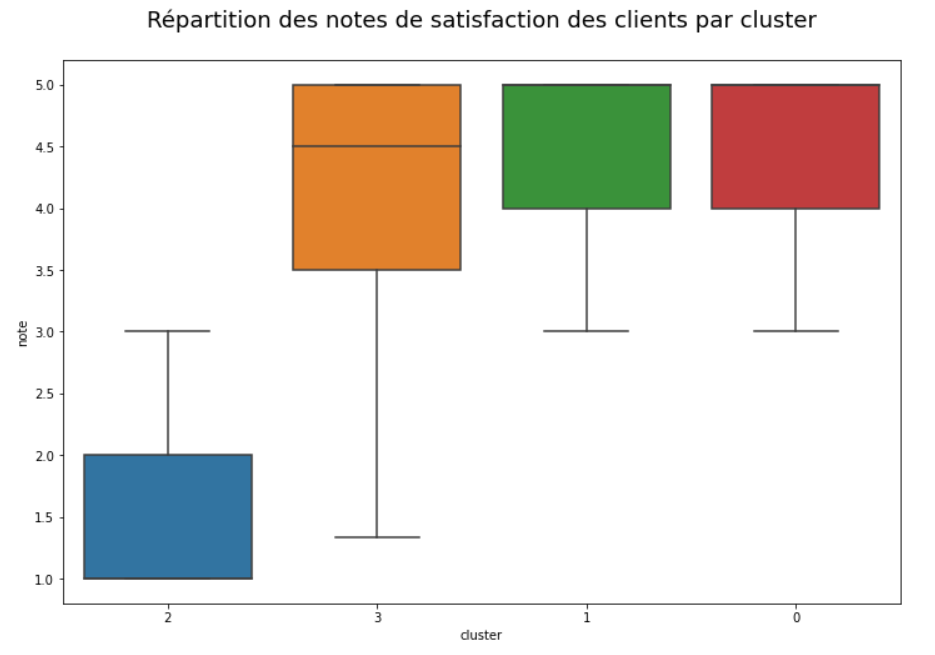 Répartition des notes de satisfaction des clients par cluster
5.0
4.5
4.0
3.5
3.0
2.5
2.0
1.5
1.0
note
2 3 1 0
cluster